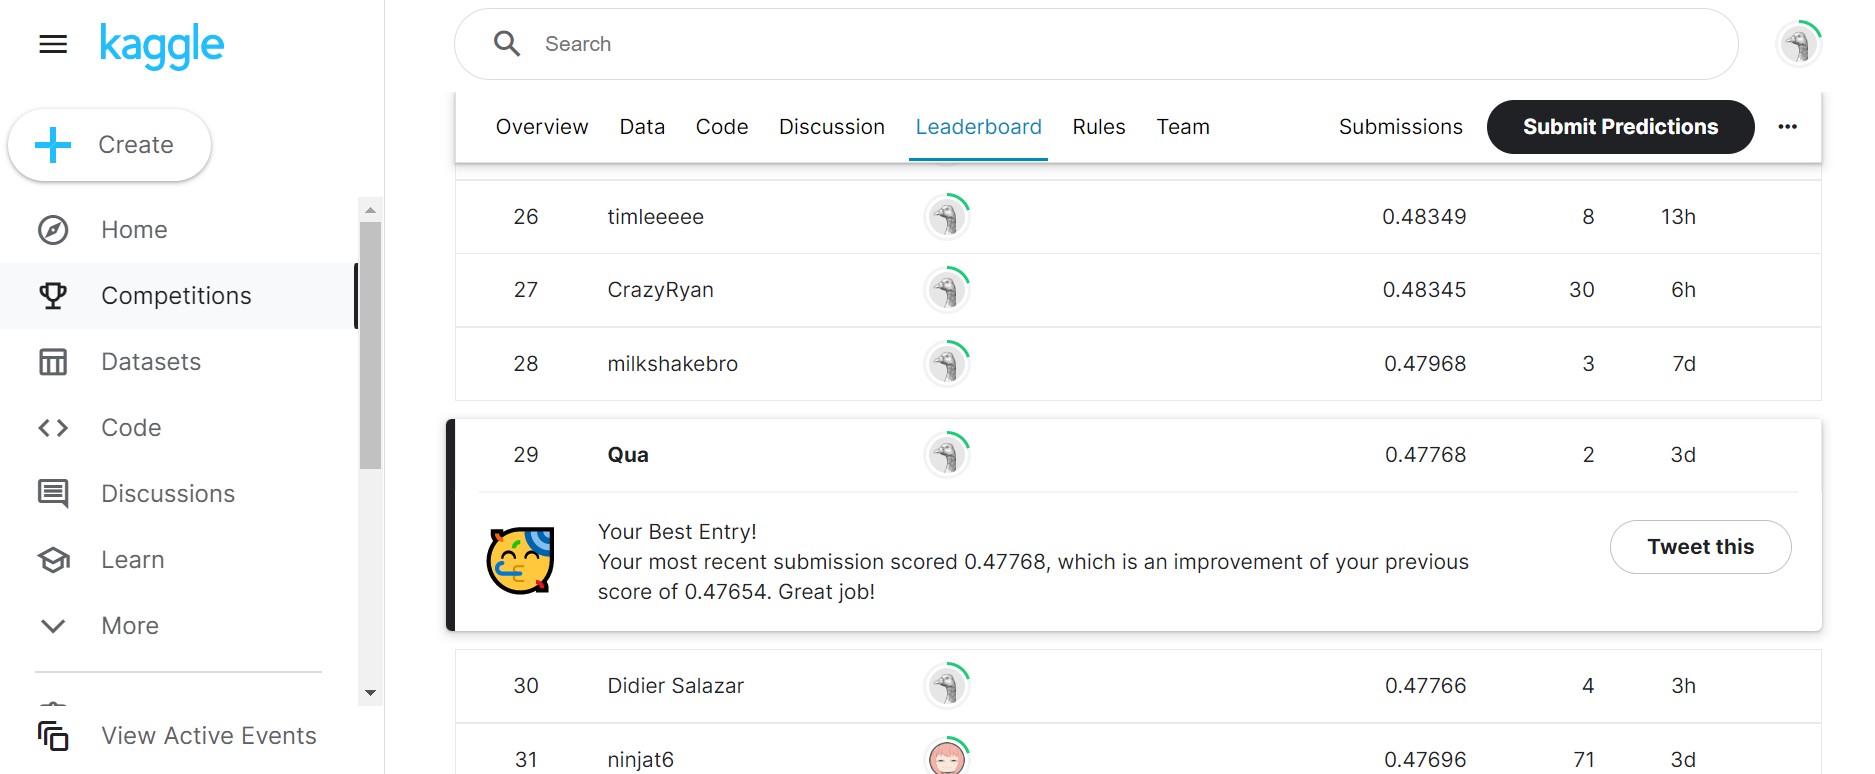 kaggle
Search
Create
Home
Competitions
Datasets
Code
Discussions
Learn
More
View Active Events
Overview Data Code Discussion Leaderboard Rules Team Submissions Submit Predictions
26 timleeeee 0.48349 8 13h
27 CrazyRyan 0.48345 30 6h
28 milkshakebro 0.47968 3 7d
29 Qua 0.47768 2 3d
Your Best Entry!
Your most recent submission scored 0.47768, which is an improvement of your previous
score of 0.47654. Great job!
Tweet this
30 Didier Salazar 0.47766 4 3h
31 ninjat6 0.47696 71 3d